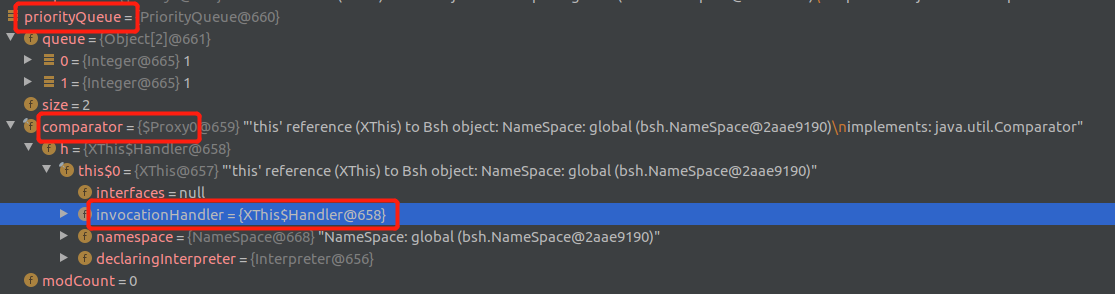 priorityQueue = {PriorityQueue@660}
queue = {Object[2]@661}
0 = {Integer@665} 1
1 = {Integer@665} 1
size = 2
comparator = {$Proxy0@659} "'this' reference (XThis) to Bsh object: NameSpace: global (bsh.NameSpace@2aae9190)\nimplements: java.util.Comparator"
h = {XThis$Handler@658}
this$0 = {XThis@657} "'this' reference (XThis) to Bsh object: NameSpace: global (bsh.NameSpace@2aae9190)"
interfaces = null
invocationHandler = {XThis$Handler@658}
namespace = {NameSpace@668} "NameSpace: global (bsh.NameSpace@2aae9190)"
declaringInterpreter = {Interpreter@656}
modCount = 0